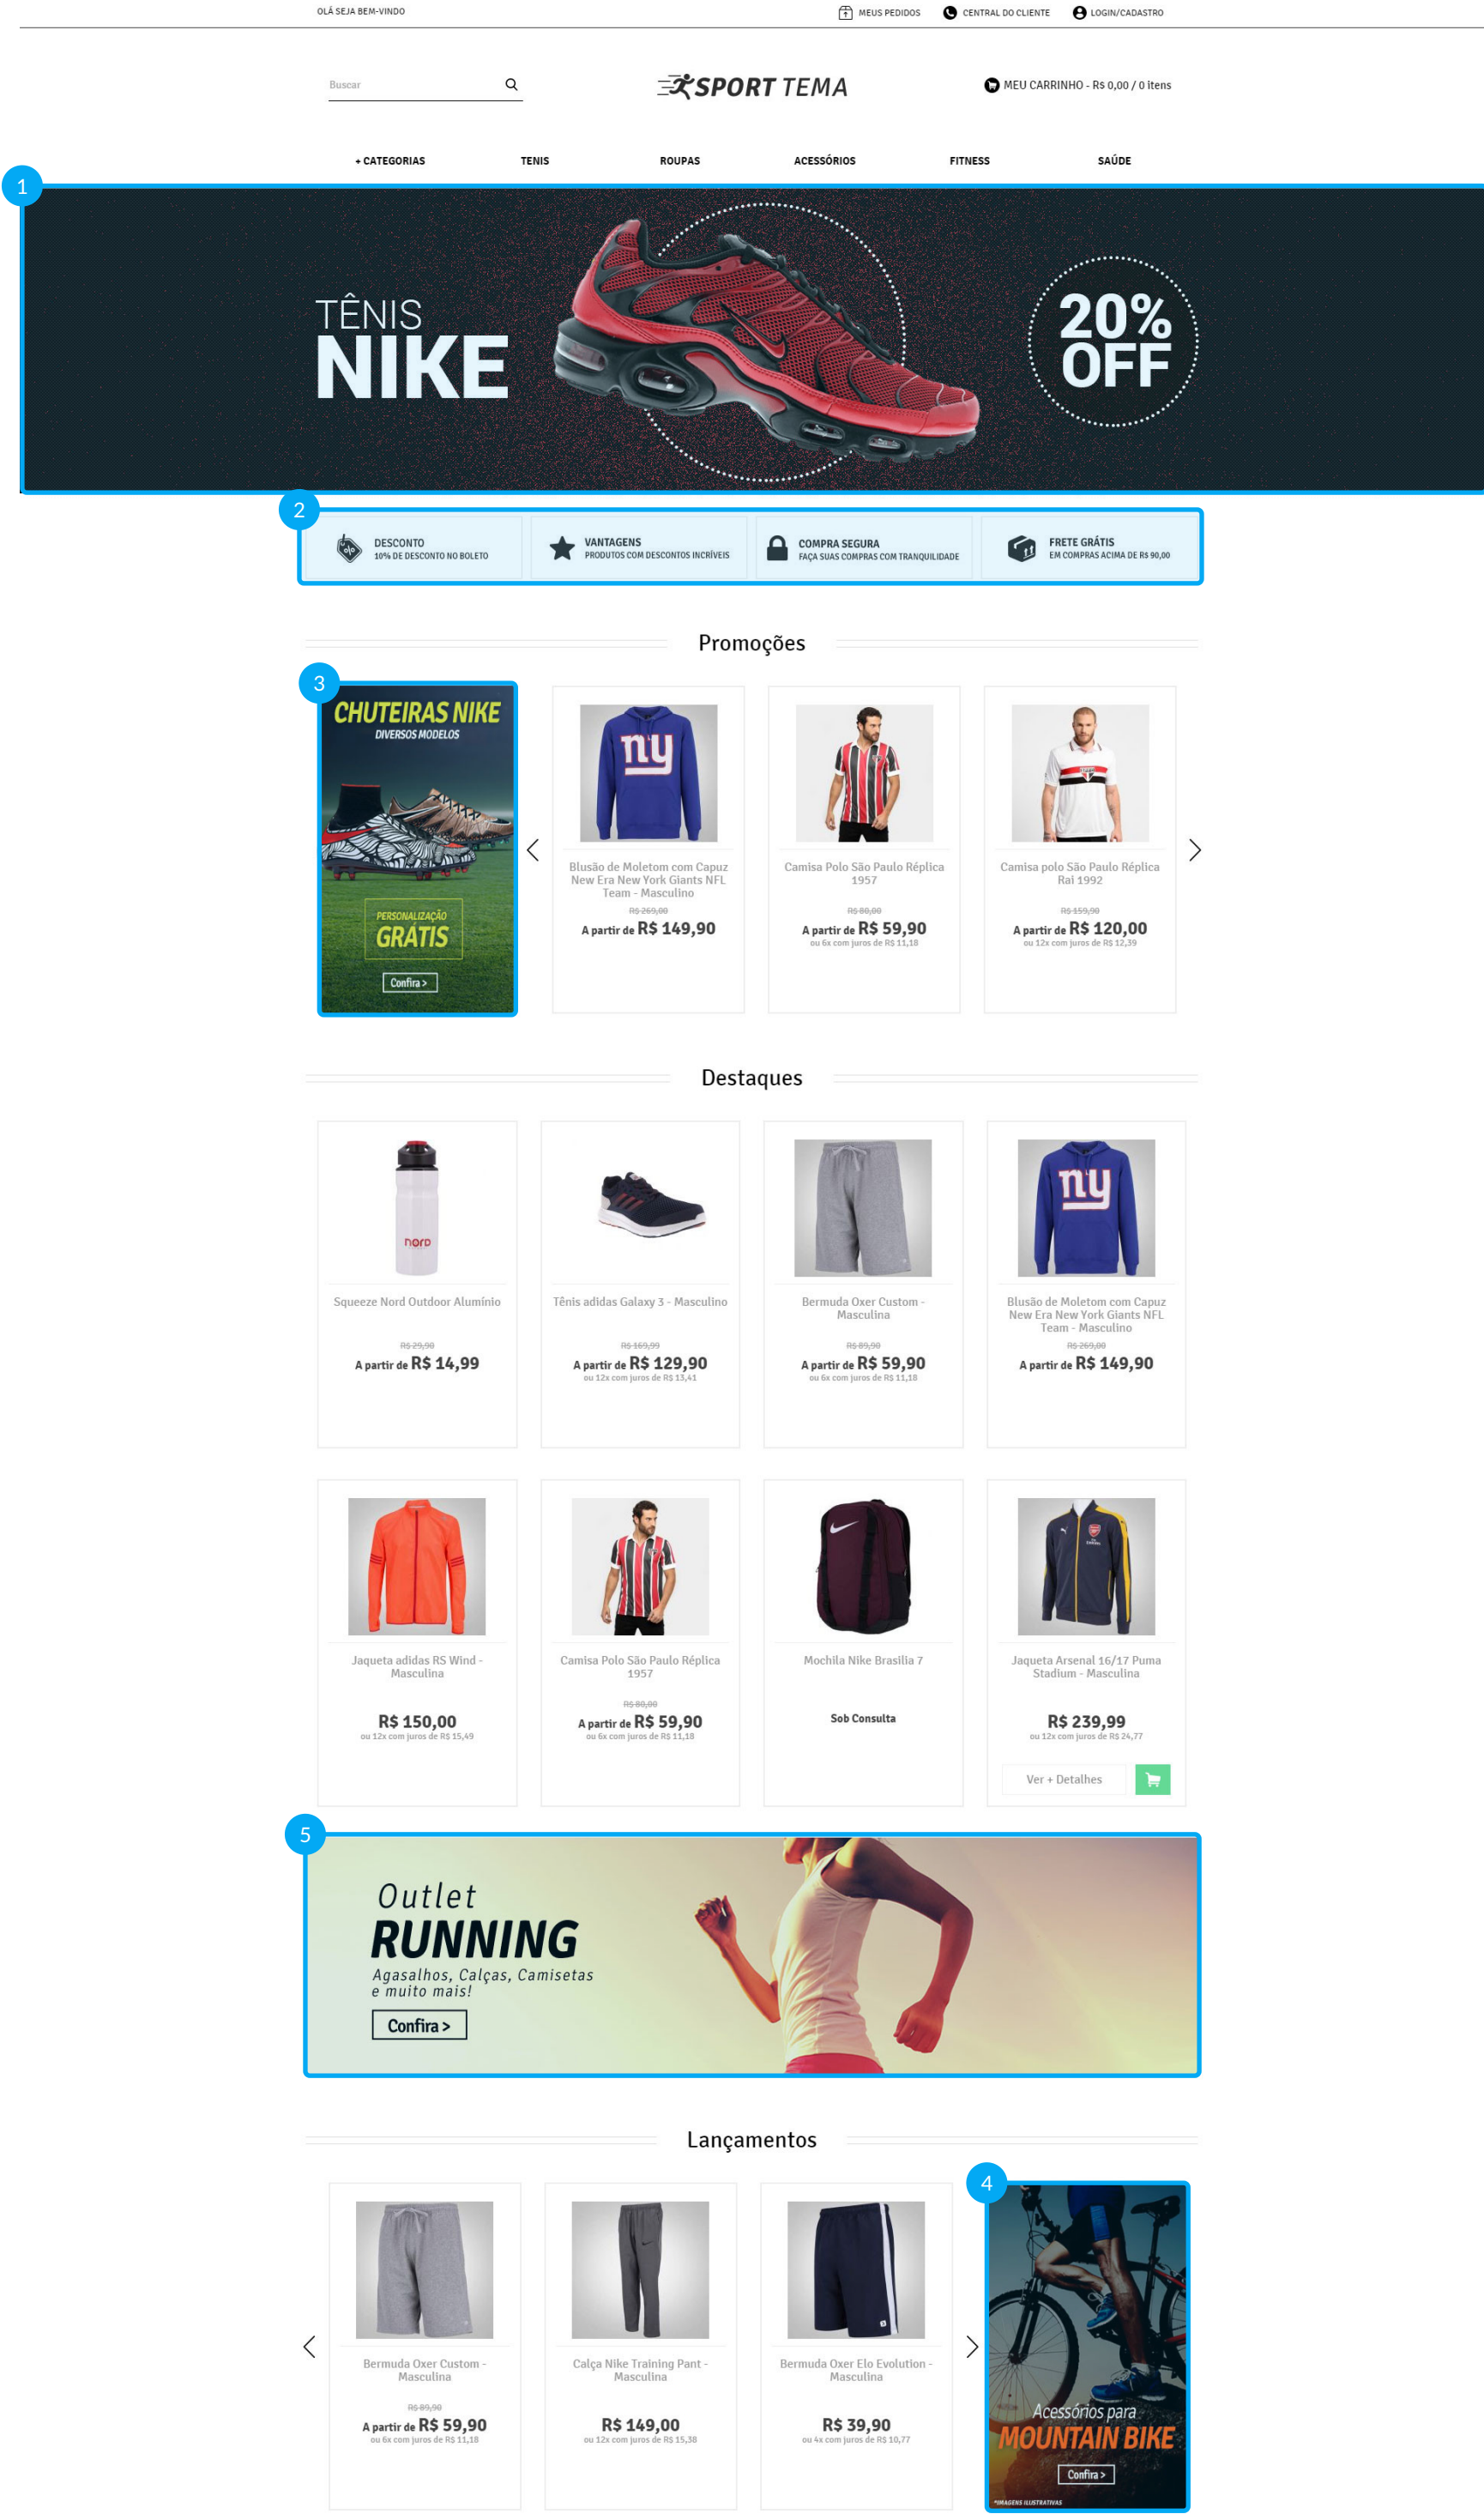 OLÁ SEJA BEM-VINDO
MEUS PEDIDOS
CENTRAL DO CLIENTE
LOGIN/CADASTRO
Buscar
SPORT TEMA
MEU CARRINHO - R$ 0,00 / 0 itens
+ CATEGORIAS
TENIS
ROUPAS
ACESSÓRIOS
FITNESS
SAÚDE
1
TÊNIS
NIKE
20%
OFF
2
DESCONTO
10% DE DESCONTO NO BOLETO
VANTAGENS
PRODUTOS COM DESCONTOS INCRÍVEIS
COMPRA SEGURA
FAÇA SUAS COMPRAS COM TRANQUILIDADE
FRETE GRÁTIS
EM COMPRAS ACIMA DE R$ 90,00
Promoções
3
CHUTEIRAS NIKE
DIVERSOS MODELOS
PERSONALIZAÇÃO
GRÁTIS
Confira >
ny
Blusão de Moletom com Capuz
New Era New York Giants NFL
Team - Masculino
R$ 269,00
A partir de R$ 149,90
Camisa Polo São Paulo Réplica
1957
R$ 80,00
A partir de R$ 59,90
ou 6x com juros de R$ 11,18
Camisa polo São Paulo Réplica
Rai 1992
R$ 159,90
A partir de R$ 120,00
ou 12x com juros de R$ 12,39
Destaques
nord
Squeeze Nord Outdoor Alumínio
R$ 29,90
A partir de R$ 14,99
Tênis adidas Galaxy 3 - Masculino
R$ 169,99
A partir de R$ 129,90
ou 12x com juros de R$ 13,41
Bermuda Oxer Custom -
Masculina
R$ 89,90
A partir de R$ 59,90
ou 6x com juros de R$ 11,18
ny
Blusão de Moletom com Capuz
New Era New York Giants NFL
Team - Masculino
R$ 269,00
A partir de R$ 149,90
Jaqueta adidas RS Wind -
Masculina
R$ 150,00
ou 12x com juros de R$ 15,49
Camisa Polo São Paulo Réplica
1957
R$ 80,00
A partir de R$ 59,90
ou 6x com juros de R$ 11,18
Mochila Nike Brasilia 7
Sob Consulta
Jaqueta Arsenal 16/17 Puma
Stadium - Masculina
R$ 239,99
ou 12x com juros de R$ 24,77
Ver + Detalhes
5
Outlet
RUNNING
Agasalhos, Calças, Camisetas
e muito mais!
Confira >
Lançamentos
Bermuda Oxer Custom -
Masculina
R$ 89,90
A partir de R$ 59,90
ou 6x com juros de R$ 11,18
Calça Nike Training Pant -
Masculina
R$ 149,00
ou 12x com juros de R$ 15,38
Bermuda Oxer Elo Evolution -
Masculina
R$ 39,90
ou 4x com juros de R$ 10,77
4
Acessórios para
MOUNTAIN BIKE
Confira >
*IMAGENS ILUSTRATIVAS